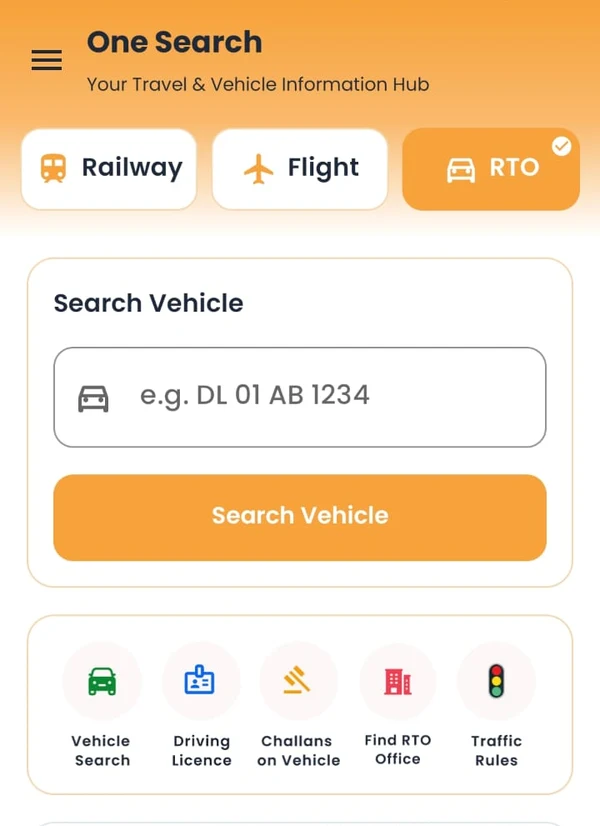 One Search
Your Travel & Vehicle Information Hub
Railway
Flight
RTO
Search Vehicle
e.g. DL 01 AB 1234
Search Vehicle
Vehicle
Search
Driving
Licence
Challans
on Vehicle
Find RTO
Office
Traffic
Rules